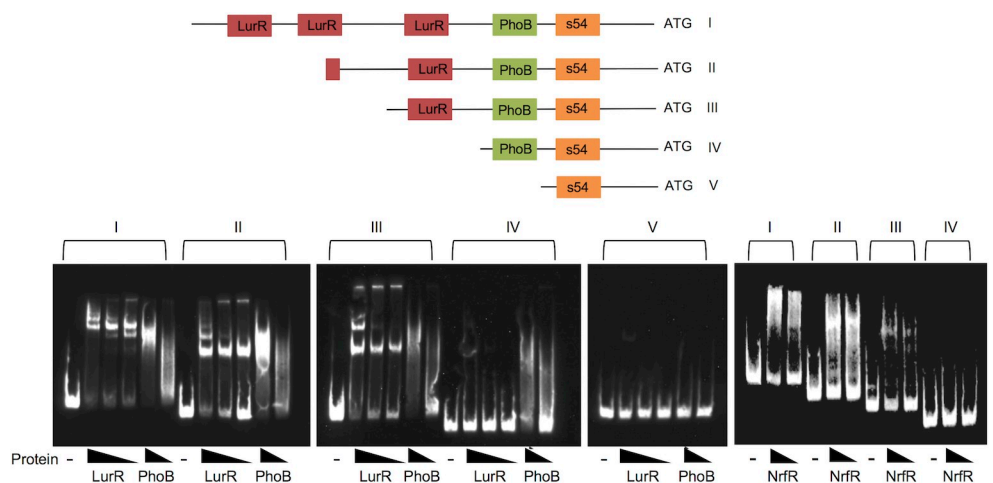 LurR LurR LurR PhoB s54 ATG I
LurR PhoB s54 ATG II
LurR PhoB s54 ATG III
PhoB s54 ATG IV
s54 ATG V
I II III IV V I II III IV
Protein - - - - - - - - -
LurR PhoB LurR PhoB LurR PhoB LurR PhoB LurR PhoB NrfR NrfR NrfR NrfR